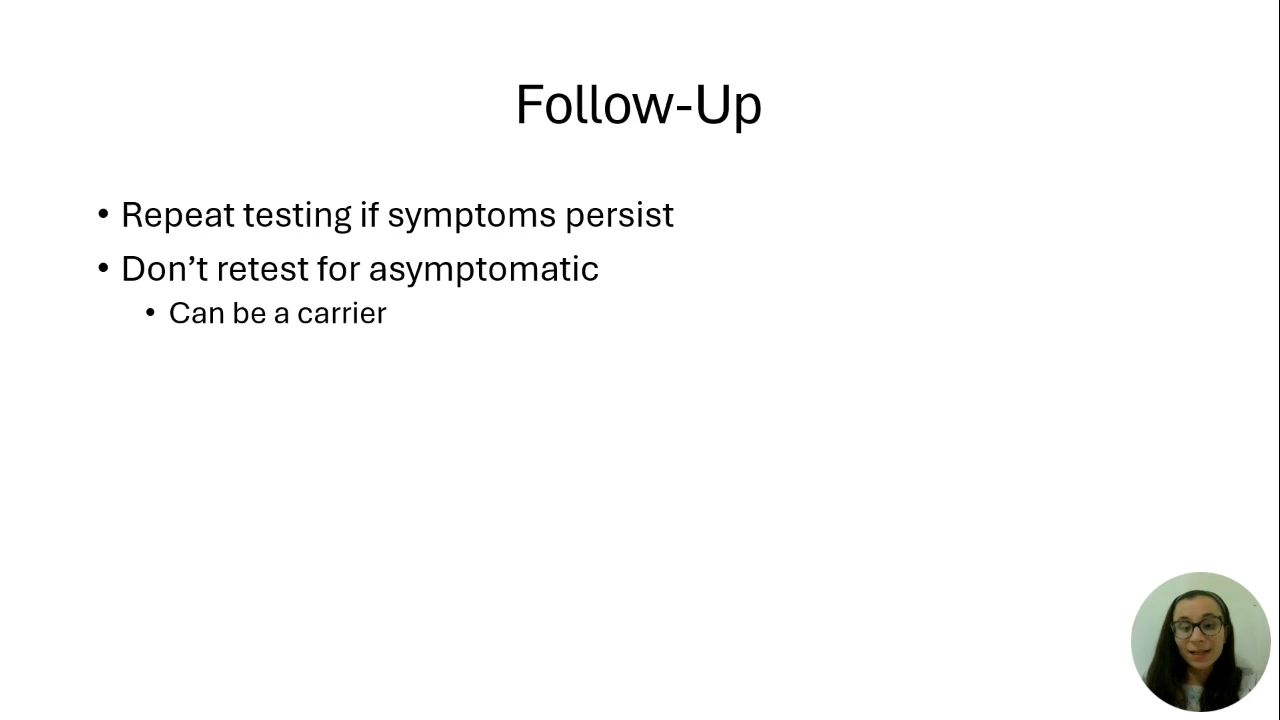 Follow-Up
• Repeat testing if symptoms persist
• Don’t retest for asymptomatic
• Can be a carrier